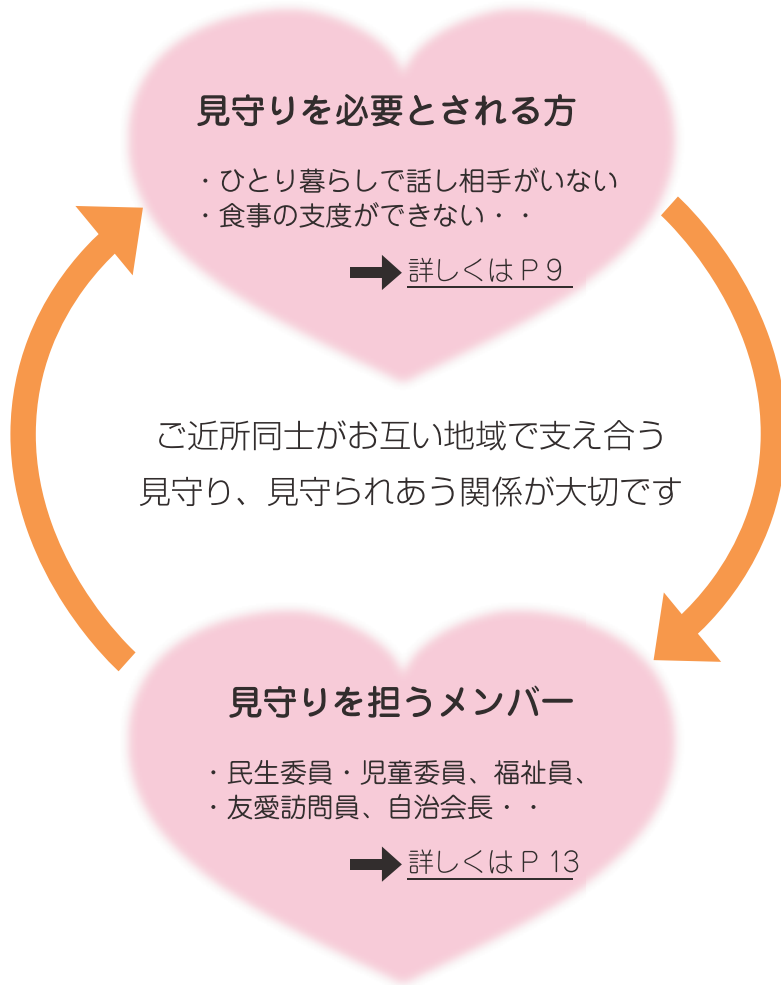 見守りを必要とされる方
・ひとり暮らしで話し相手がいない
・食事の支度ができない・・
詳しくはP9
ご近所同士がお互い地域で支え合う
見守り、見守られあう関係が大切です
見守りを担うメンバー
・民生委員・児童委員、福祉員、
・友愛訪問員、自治会長・・
詳しくはP13